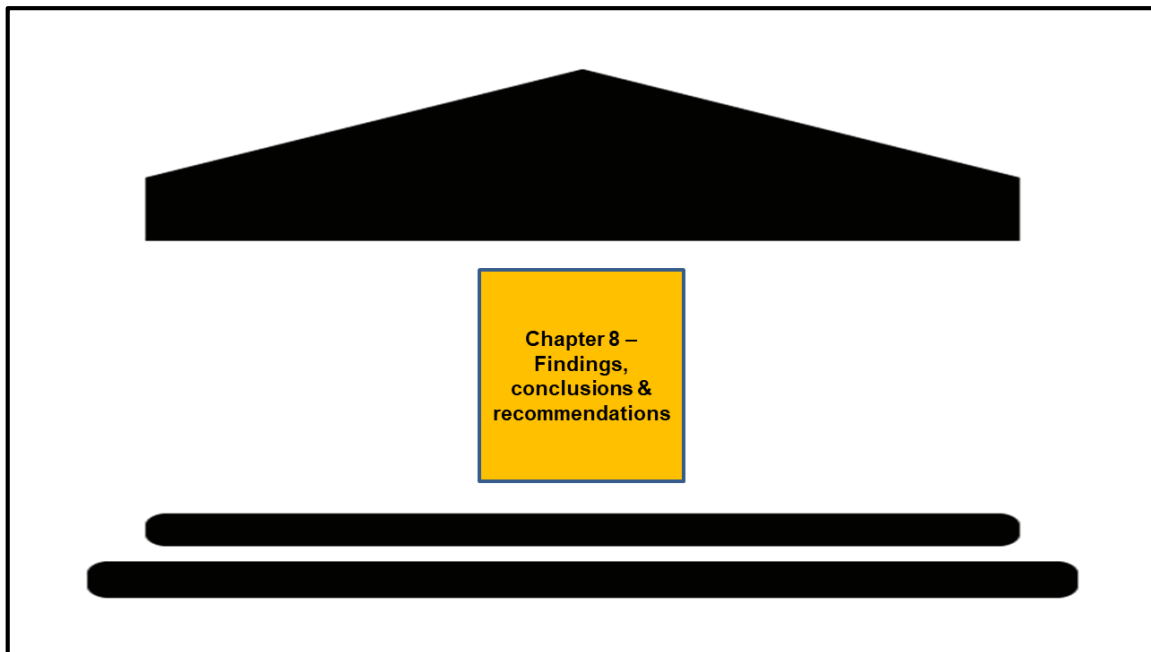 Chapter 8 –
Findings,
conclusions &
recommendations